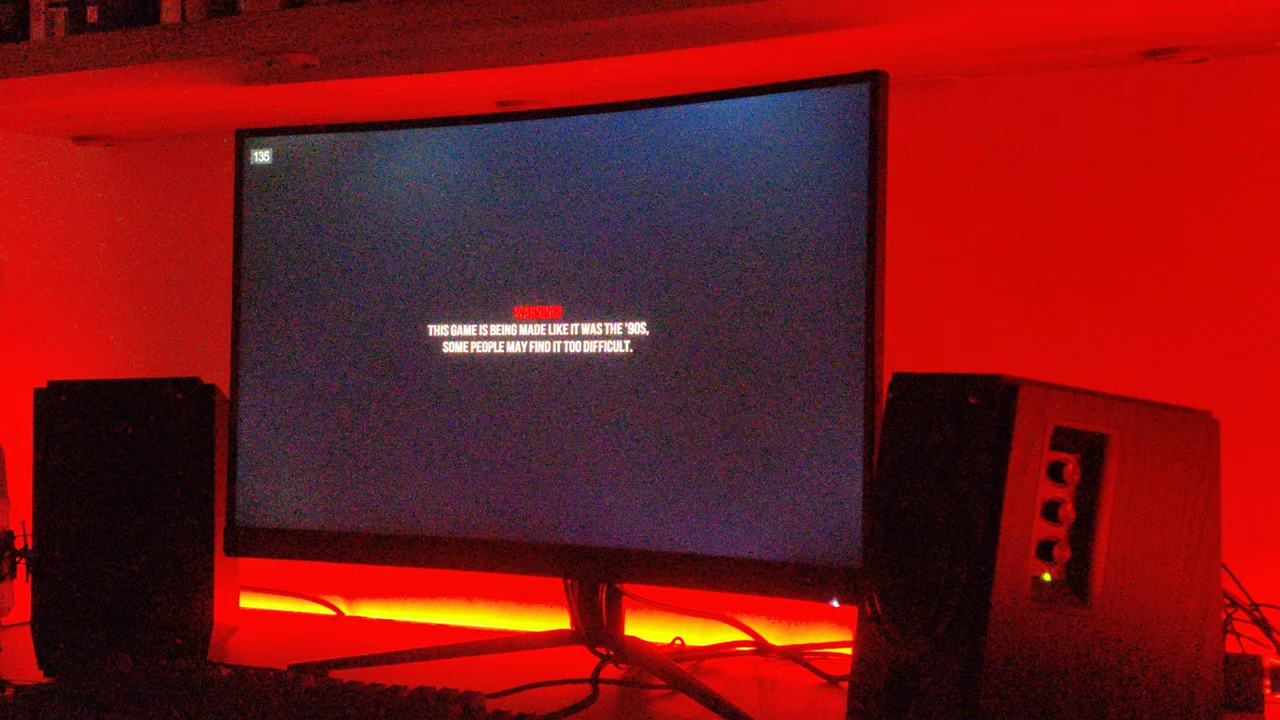 135
WARNING
THIS GAME IS BEING MADE LIKE IT WAS THE '90S,
SOME PEOPLE MAY FIND IT TOO DIFFICULT.